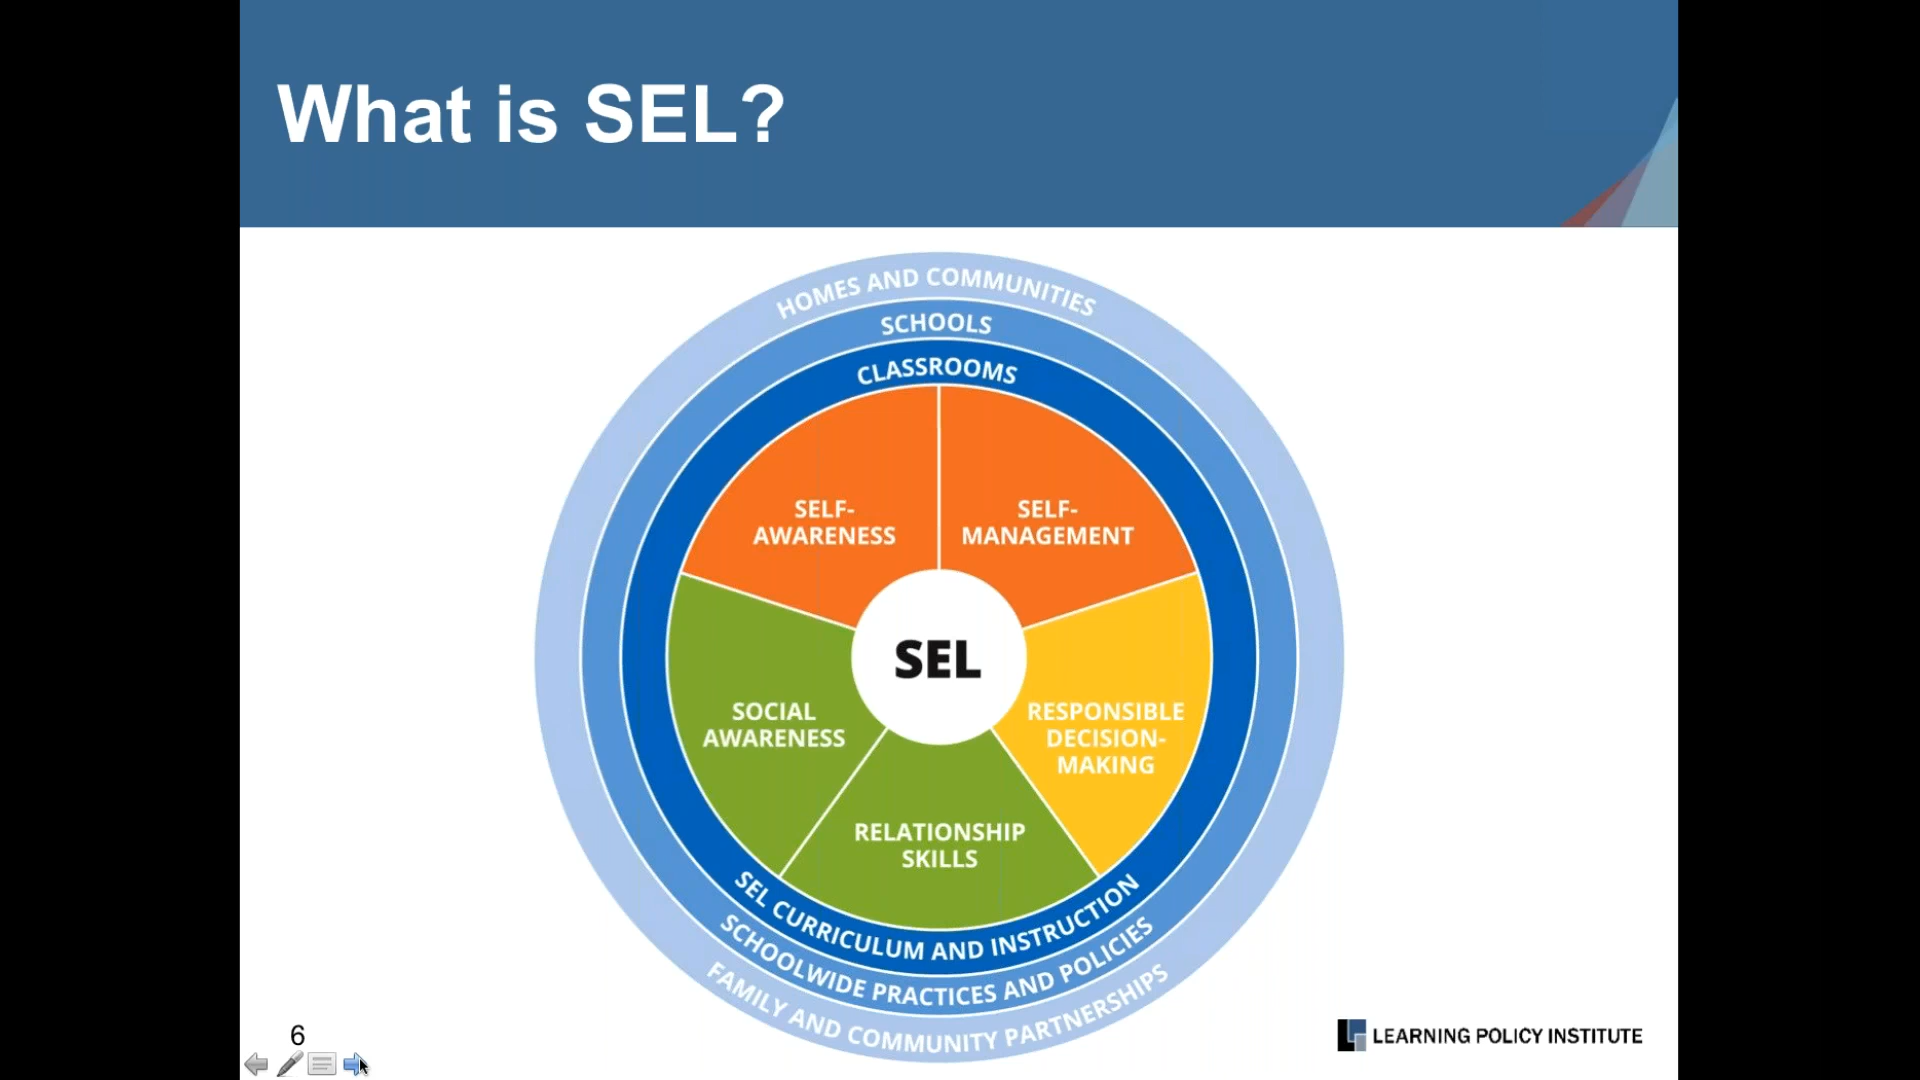 What is SEL?
HOMES AND COMMUNITIES
SCHOOLS
CLASSROOMS
SELF-
AWARENESS
SELF-
MANAGEMENT
SEL
SOCIAL
AWARENESS
RESPONSIBLE
DECISION-
MAKING
RELATIONSHIP
SKILLS
SEL CURRICULUM AND INSTRUCTION
SCHOOLWIDE PRACTICES AND POLICIES
FAMILY AND COMMUNITY PARTNERSHIPS
6
LEARNING POLICY INSTITUTE